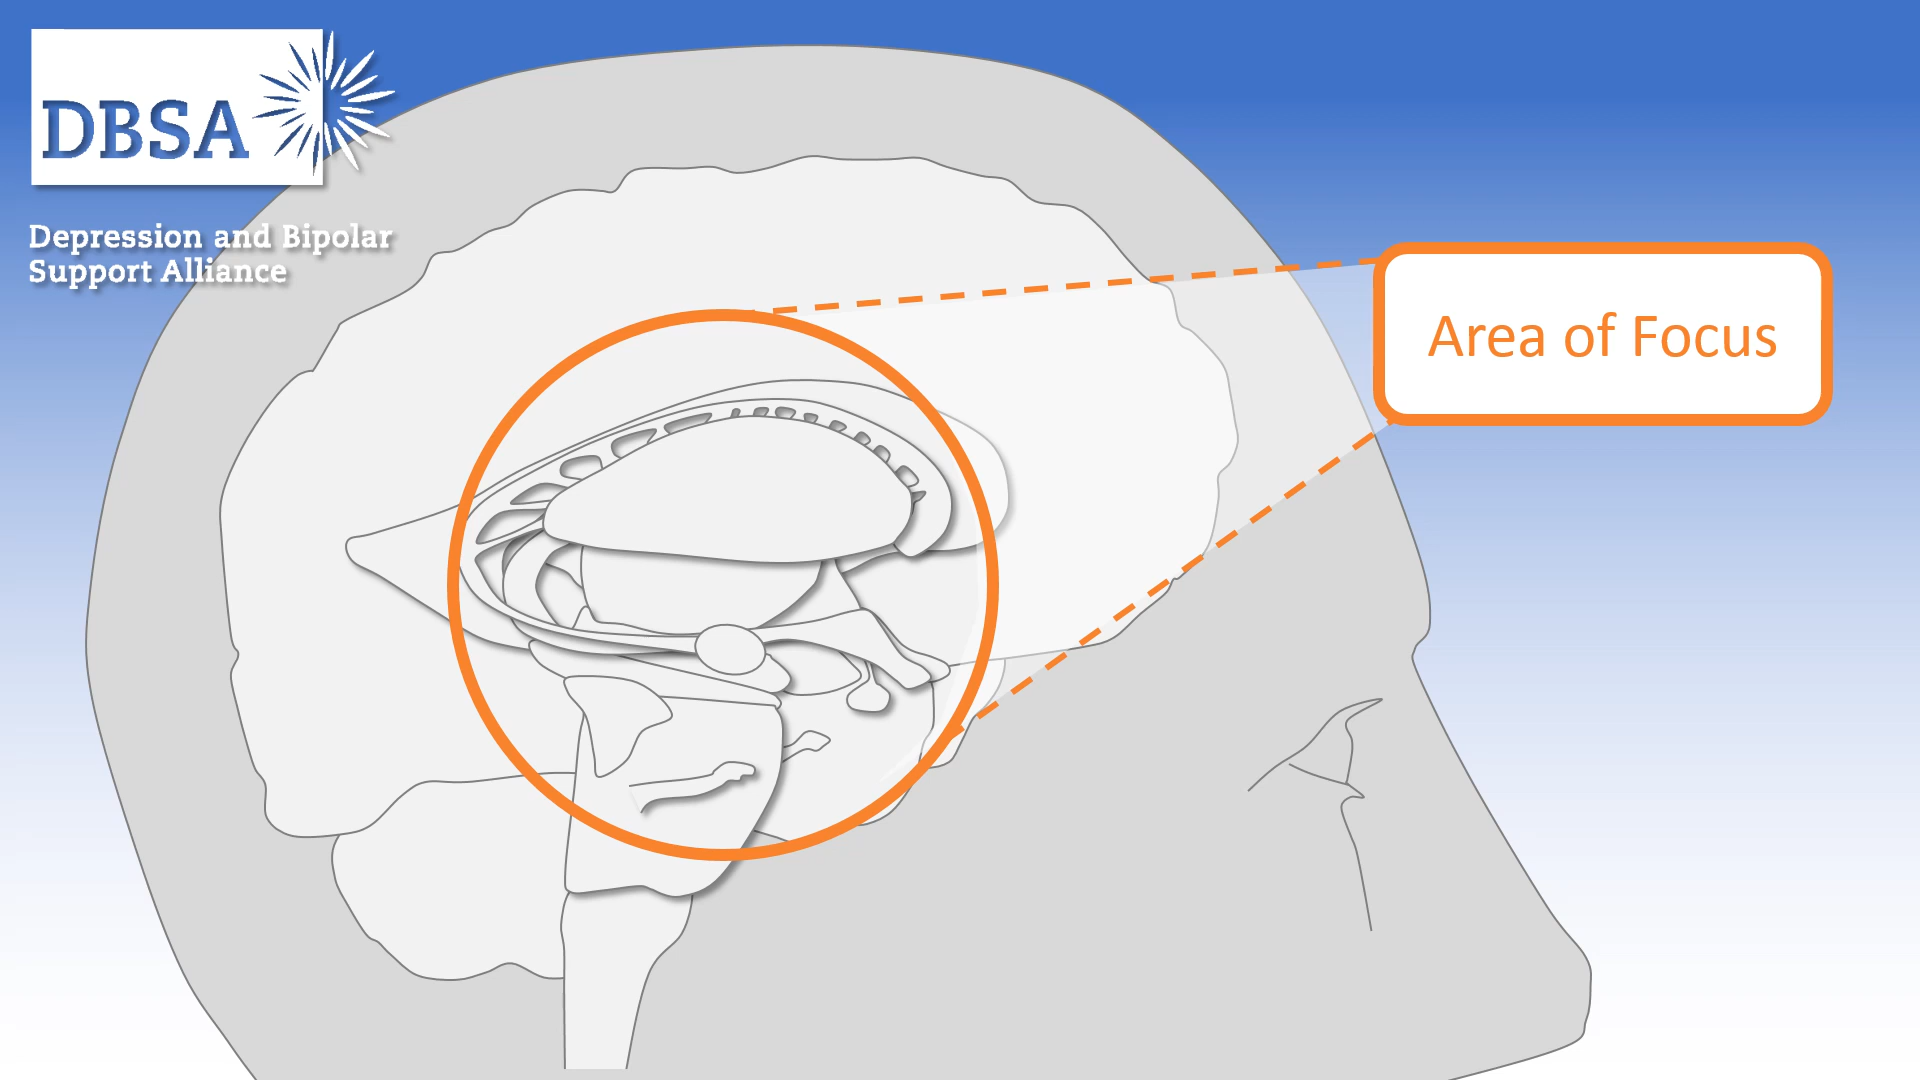 DBSA
Depression and Bipolar
Support Alliance
Area of Focus